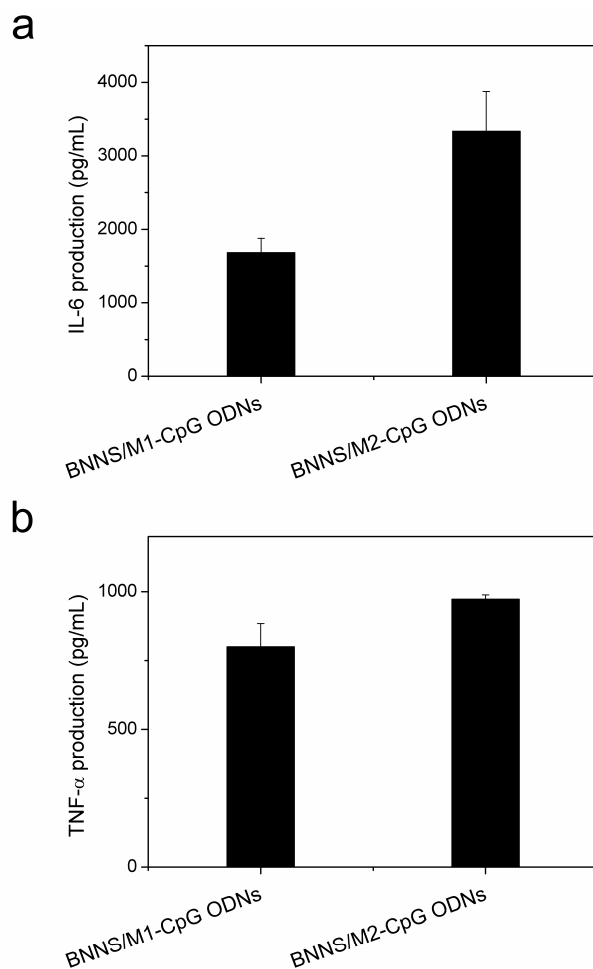 a
IL-6 production (pg/mL)
4000
3000
2000
1000
0
BNNS/M1-CpG ODNs
BNNS/M2-CpG ODNs
b
TNF-α production (pg/mL)
1000
500
0
BNNS/M1-CpG ODNs
BNNS/M2-CpG ODNs